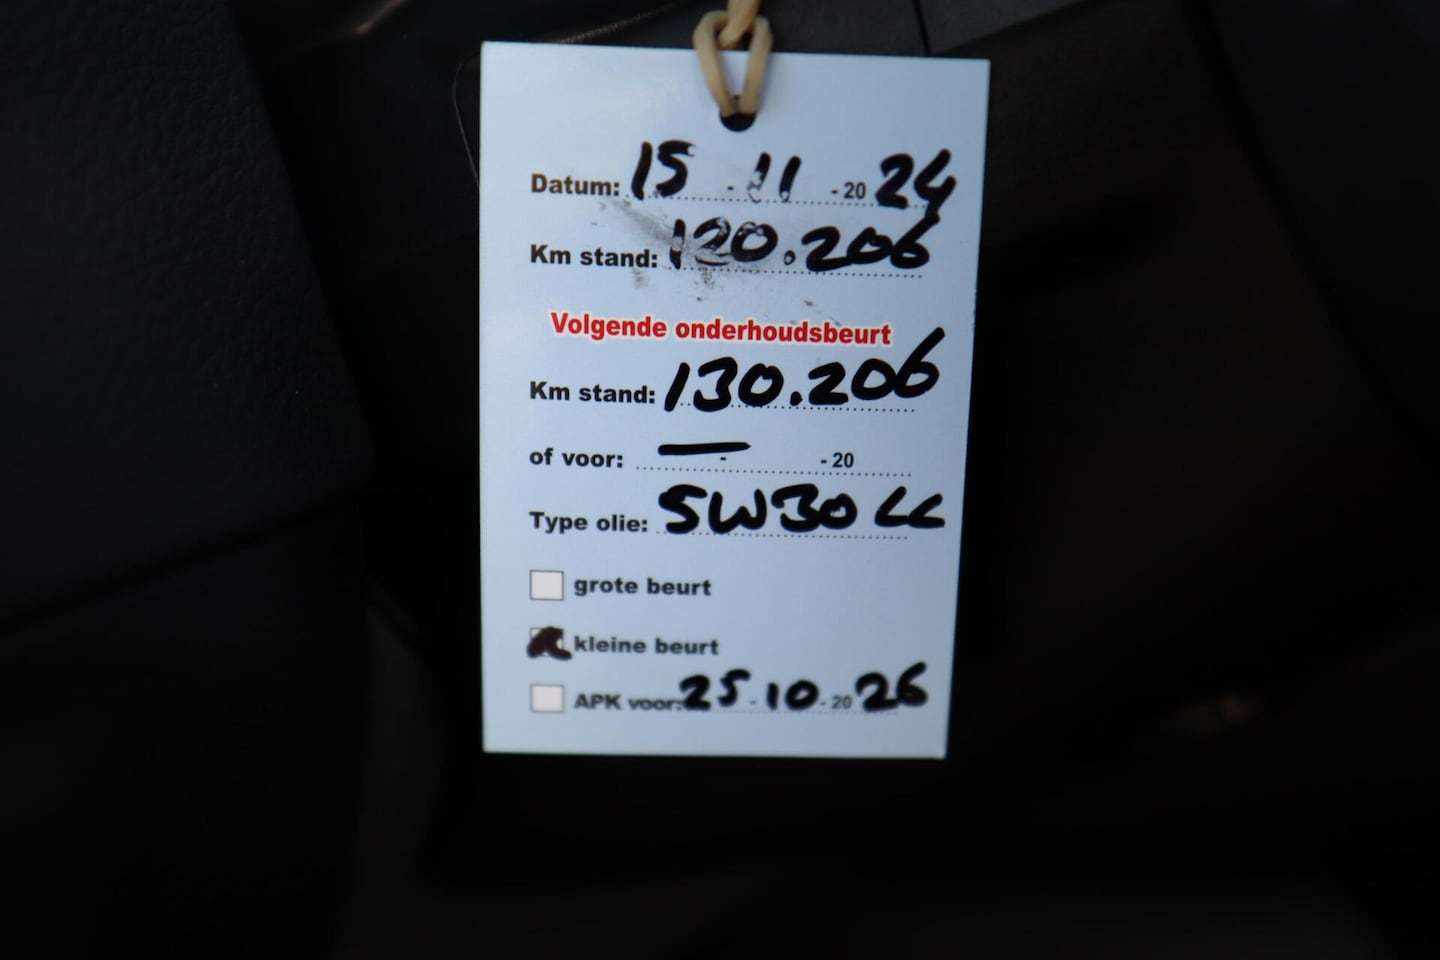 Datum: 15 - 11 - 20 24
Km stand: 120.206
Volgende onderhoudsbeurt
Km stand: 130.206
of voor: — - - 20
Type olie: 5W30 LL
grote beurt
kleine beurt
APK voor: 25 - 10 - 20 26